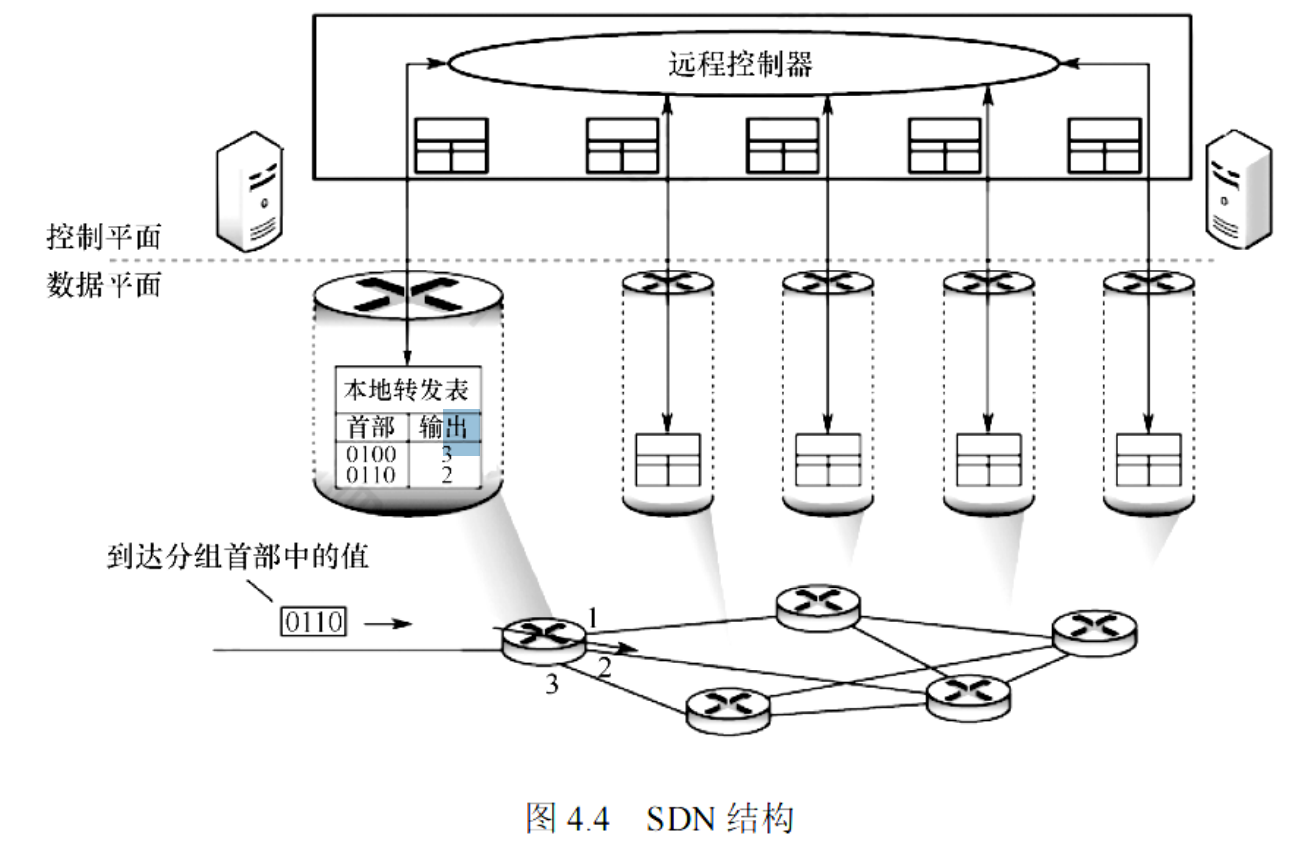 远程控制器
控制平面
数据平面
本地转发表
首部 输出
0100 3
0110 2
到达分组首部中的值
0110
1
2
3
图 4.4 SDN 结构